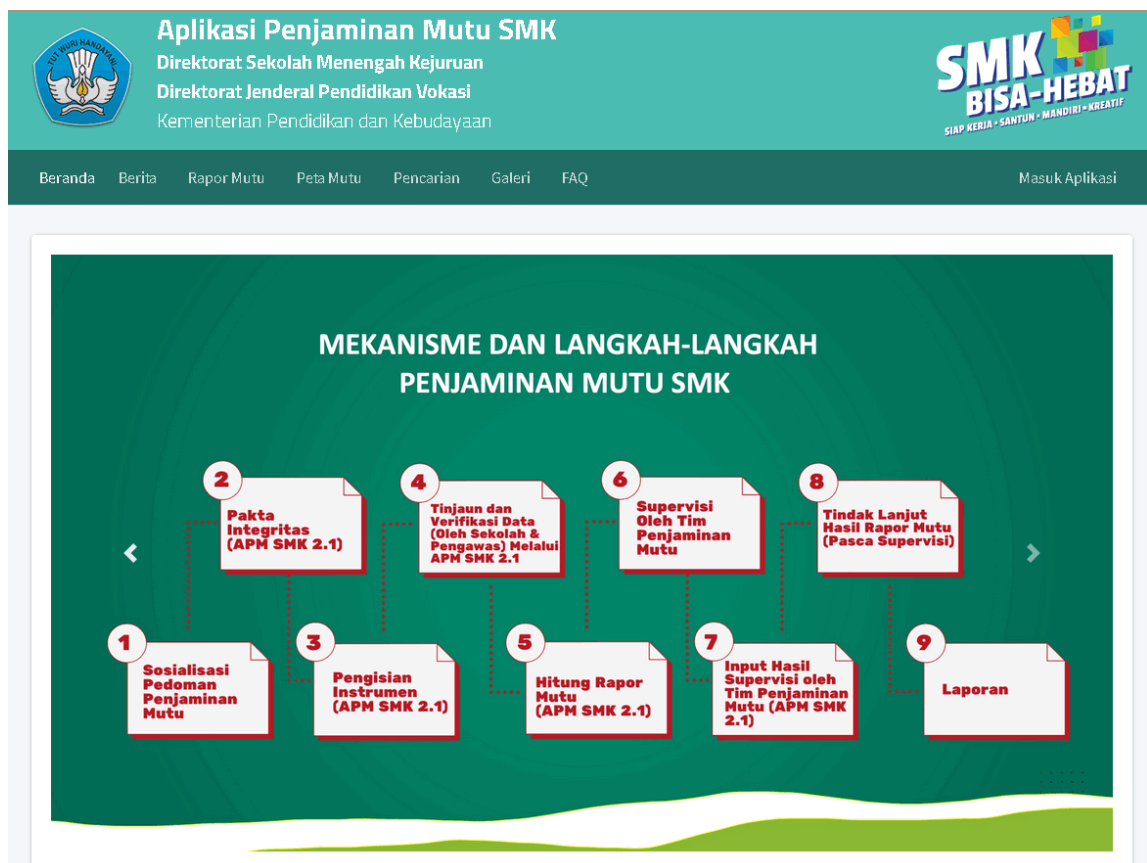 TUT WURI HANDAYANI
Aplikasi Penjaminan Mutu SMK
Direktorat Sekolah Menengah Kejuruan
Direktorat Jenderal Pendidikan Vokasi
Kementerian Pendidikan dan Kebudayaan
SMK
BISA-HEBAT
SIAP KERJA • SANTUN • MANDIRI • KREATIF
Beranda Berita Rapor Mutu Peta Mutu Pencarian Galeri FAQ Masuk Aplikasi
MEKANISME DAN LANGKAH-LANGKAH
PENJAMINAN MUTU SMK
1
Sosialisasi
Pedoman
Penjaminan
Mutu
2
Pakta
Integritas
(APM SMK 2.1)
3
Pengisian
Instrumen
(APM SMK 2.1)
4
Tinjaun dan
Verifikasi Data
(Oleh Sekolah &
Pengawas) Melalui
APM SMK 2.1
5
Hitung Rapor
Mutu
(APM SMK 2.1)
6
Supervisi
Oleh Tim
Penjaminan
Mutu
7
Input Hasil
Supervisi oleh
Tim Penjaminan
Mutu (APM SMK
2.1)
8
Tindak Lanjut
Hasil Rapor Mutu
(Pasca Supervisi)
9
Laporan